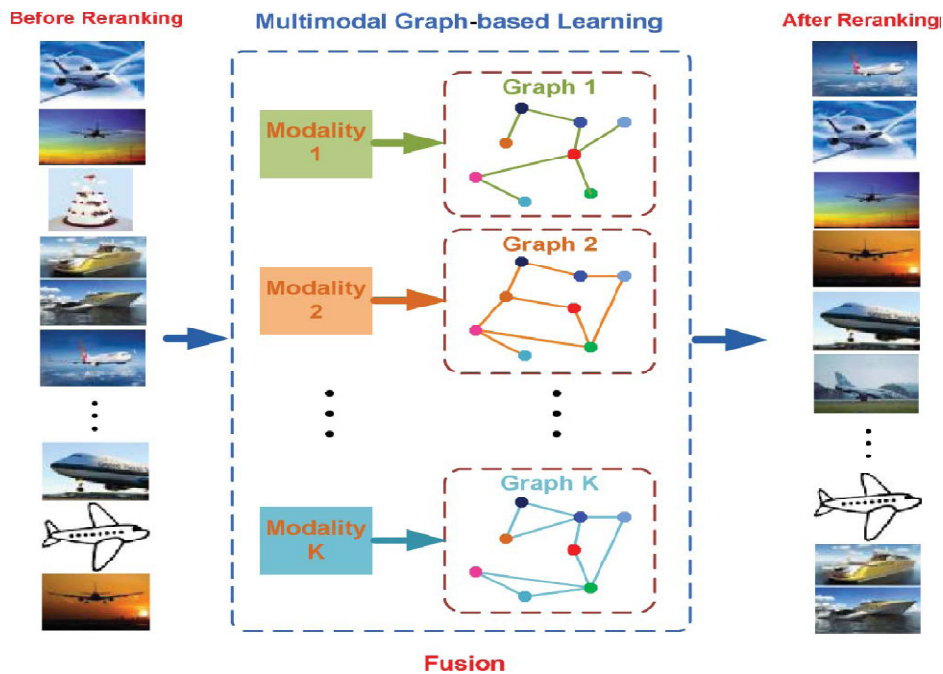 Before Reranking
Multimodal Graph-based Learning
After Reranking
Modality
1
Graph 1
Modality
2
Graph 2
Modality
K
Graph K
Fusion